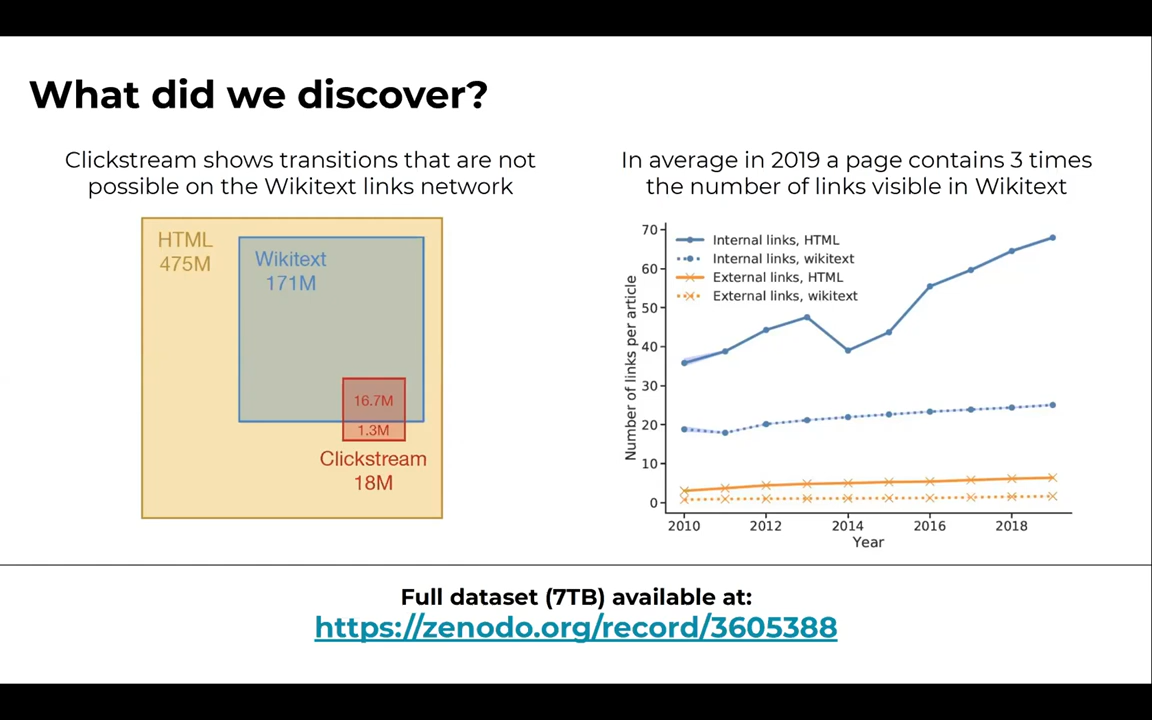 What did we discover?
Clickstream shows transitions that are not
possible on the Wikitext links network
HTML
475M
Wikitext
171M
16.7M
1.3M
Clickstream
18M
In average in 2019 a page contains 3 times
the number of links visible in Wikitext
Internal links, HTML
Internal links, wikitext
External links, HTML
External links, wikitext
Number of links per article
70
60
50
40
30
20
10
0
2010
2012
2014
2016
2018
Year
Full dataset (7TB) available at:
https://zenodo.org/record/3605388